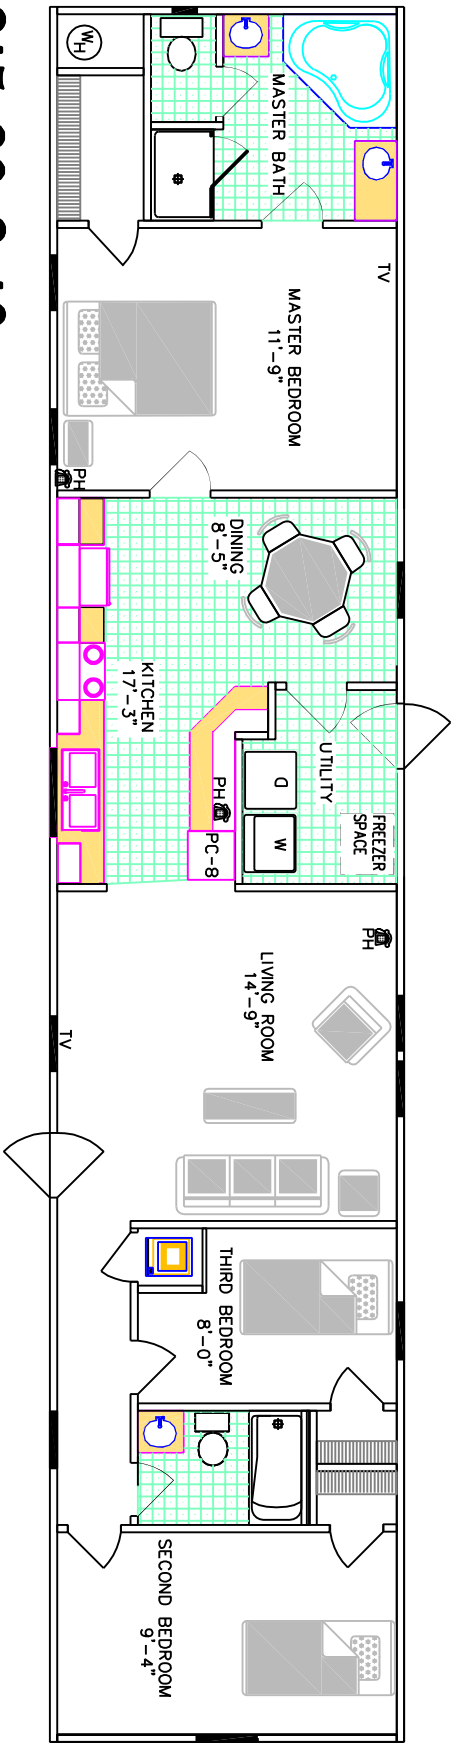 WH
MASTER BATH
TV
MASTER BEDROOM
11'-9"
PH
DINING
8'-5"
KITCHEN
17'-3"
UTILITY
D
W
FREEZER
SPACE
PH
PC-8
PH
LIVING ROOM
14'-9"
TV
THIRD BEDROOM
8'-0"
SECOND BEDROOM
9'-4"